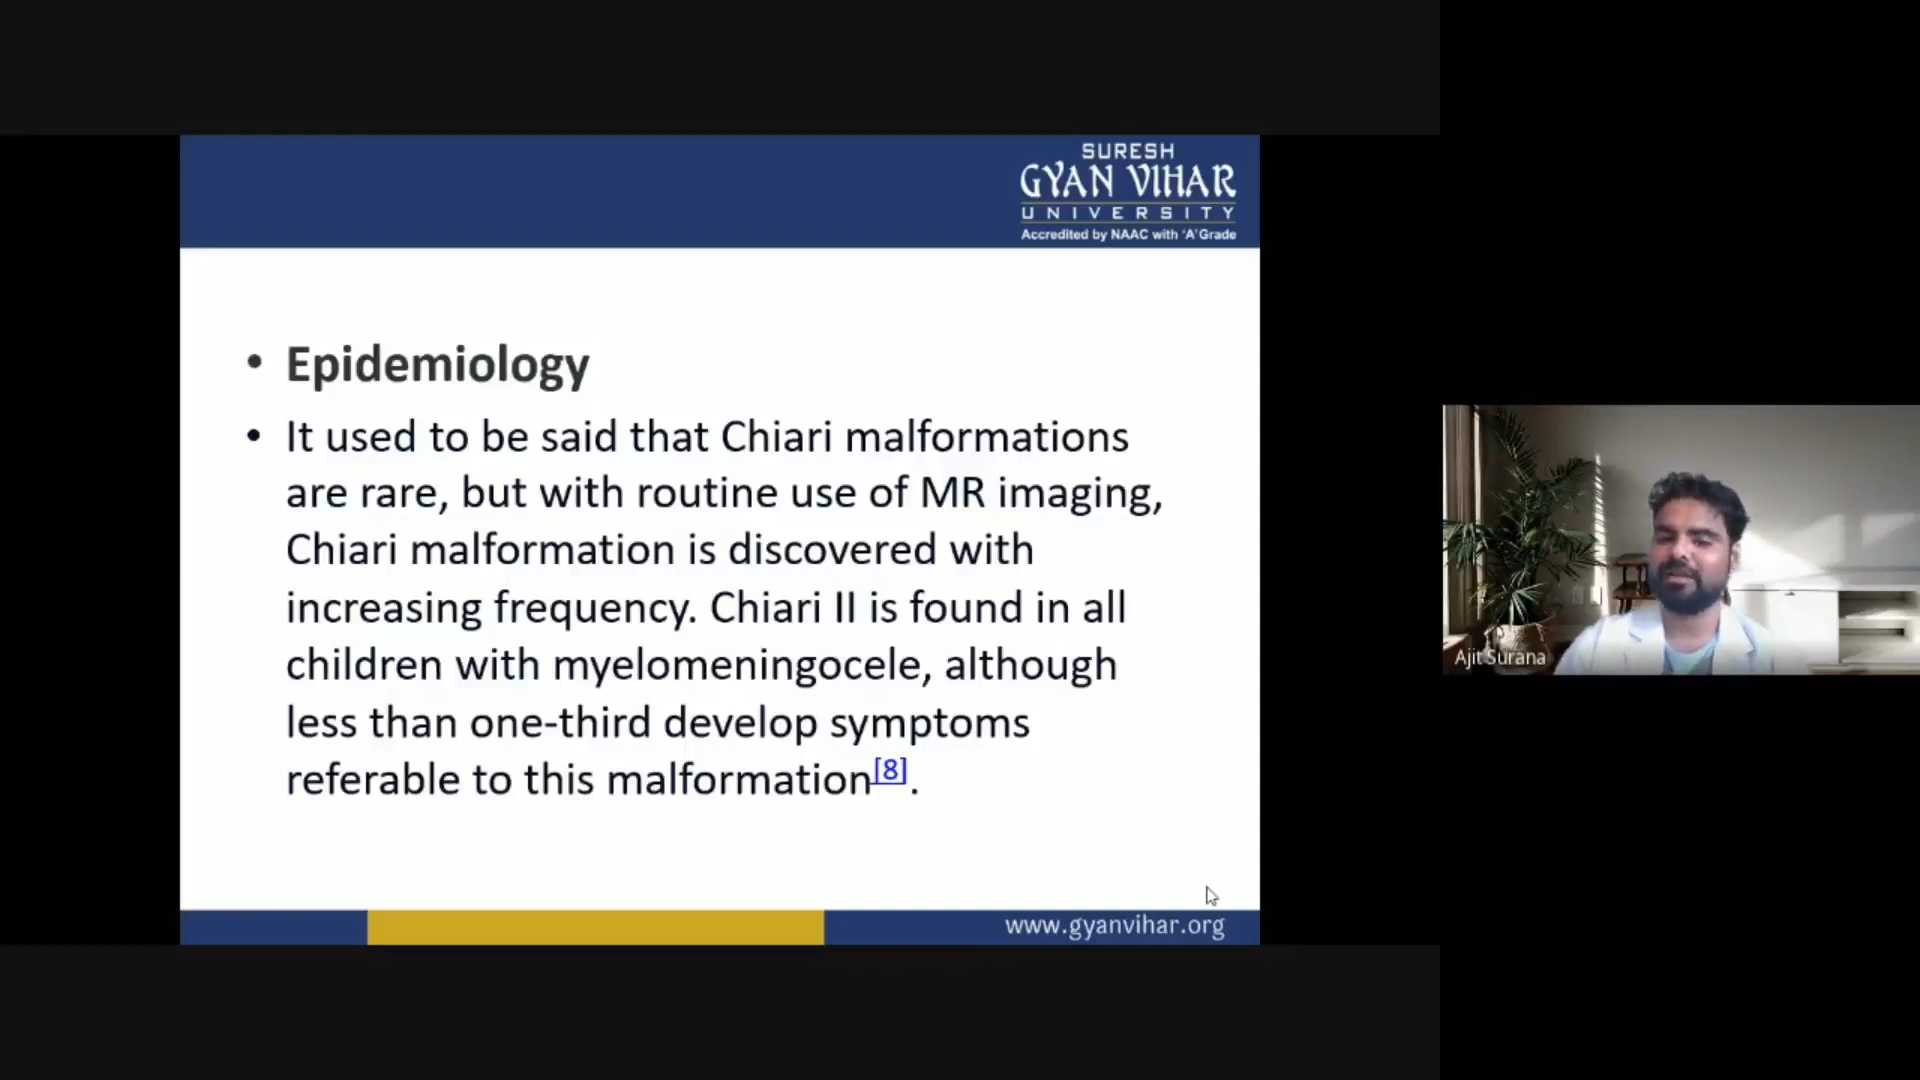 SURESH
GYAN VIHAR
UNIVERSITY
Accredited by NAAC with 'A' Grade
• Epidemiology
• It used to be said that Chiari malformations
are rare, but with routine use of MR imaging,
Chiari malformation is discovered with
increasing frequency. Chiari II is found in all
children with myelomeningocele, although
less than one-third develop symptoms
referable to this malformation[8].
www.gyanvihar.org
Ajit Surana